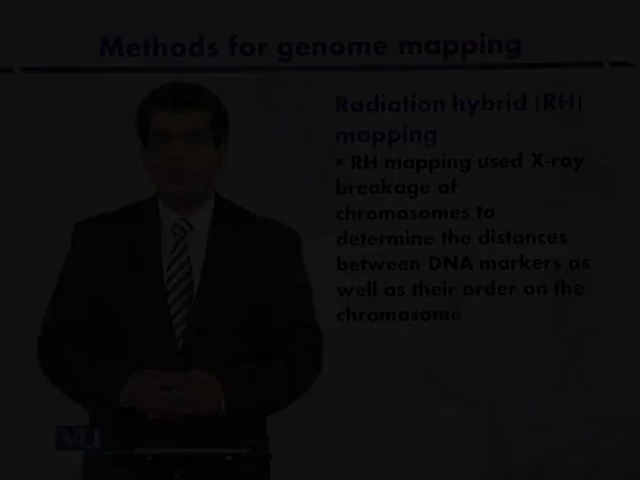 Methods for genome mapping
Radiation hybrid (RH)
mapping
• RH mapping used X-ray
breakage of
chromosomes to
determine the distances
between DNA markers as
well as their order on the
chromosome
VU